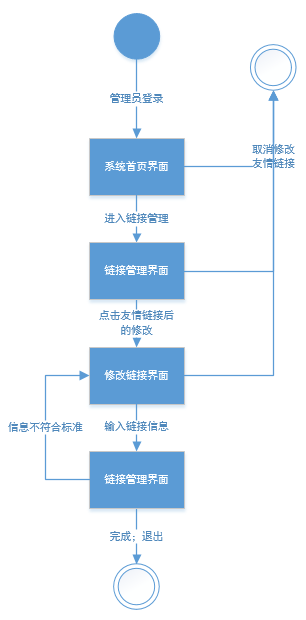 管理员登录
取消修改
友情链接
系统首页界面
进入链接管理
链接管理界面
点击友情链接后
的修改
修改链接界面
信息不符合标准
输入链接信息
链接管理界面
完成；退出